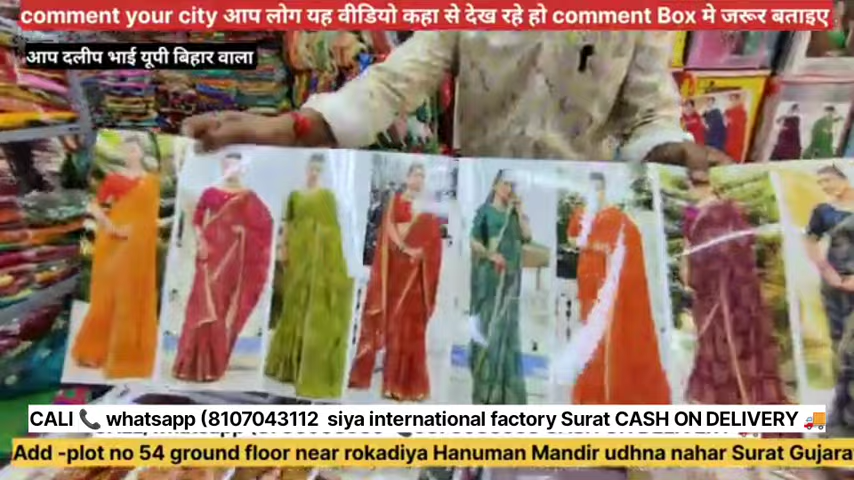 comment your city आप लोग यह वीडियो कहा से देख रहे हो comment Box मे जरूर बताइए
आप दलीप भाई यूपी बिहार वाला
CALI 📞 whatsapp (8107043112 siya international factory Surat CASH ON DELIVERY 🚚
Add -plot no 54 ground floor near rokadiya Hanuman Mandir udhna nahar Surat Gujara